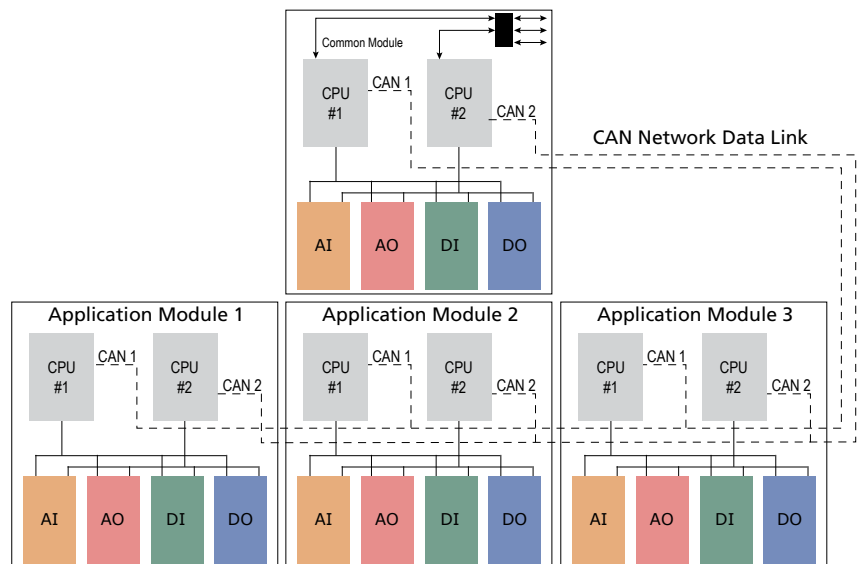 Common Module
CPU
#1
CAN 1
CPU
#2
CAN 2
CAN Network Data Link
AI
AO
DI
DO
Application Module 1
CPU
#1
CAN 1
CPU
#2
CAN 2
AI
AO
DI
DO
Application Module 2
CPU
#1
CAN 1
CPU
#2
CAN 2
AI
AO
DI
DO
Application Module 3
CPU
#1
CAN 1
CPU
#2
CAN 2
AI
AO
DI
DO